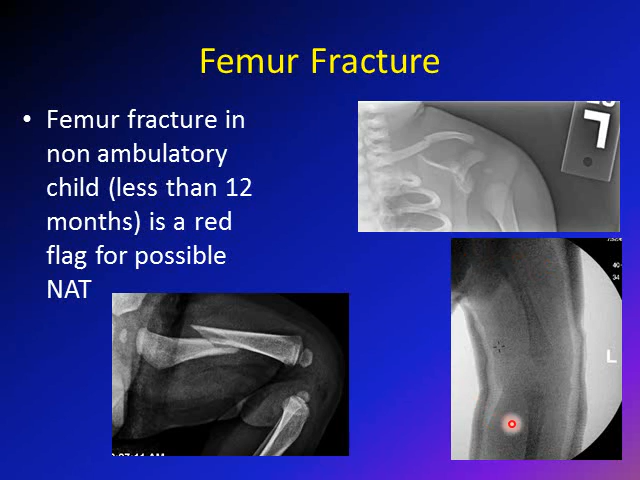 Femur Fracture
• Femur fracture in
non ambulatory
child (less than 12
months) is a red
flag for possible
NAT
L
L